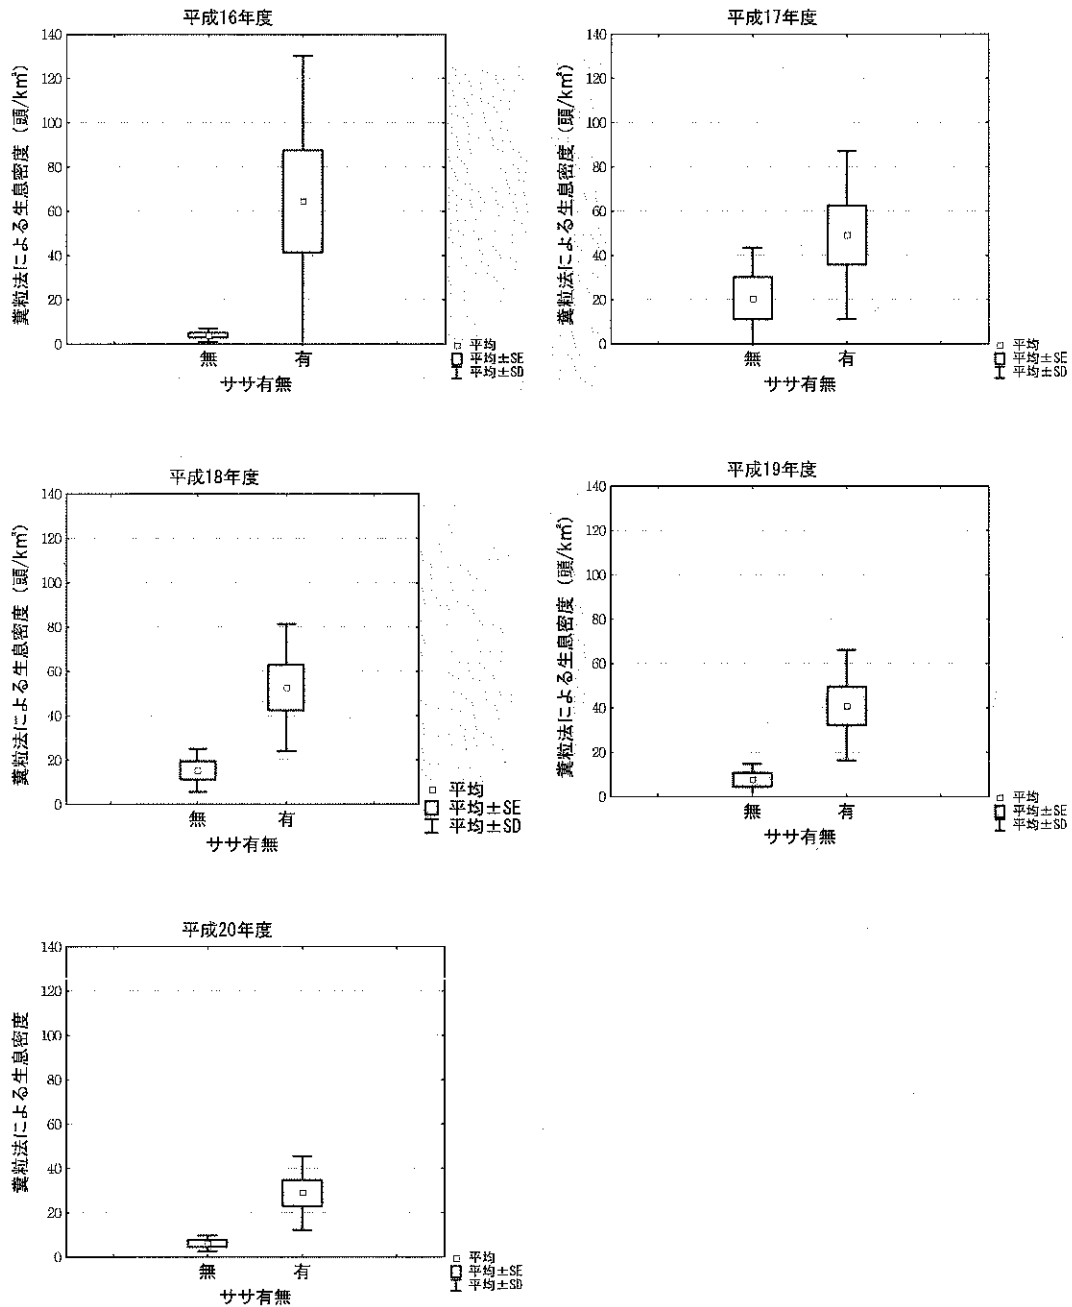 平成16年度
糞粒法による生息密度（頭/km²）
140
120
100
80
60
40
20
0
無
有
ササ有無
平均
平均±SE
平均±SD
平成17年度
糞粒法による生息密度（頭/km²）
140
120
100
80
60
40
20
0
無
有
ササ有無
平均
平均±SE
平均±SD
平成18年度
糞粒法による生息密度（頭/km²）
140
120
100
80
60
40
20
0
無
有
ササ有無
平均
平均±SE
平均±SD
平成19年度
糞粒法による生息密度（頭/km²）
140
120
100
80
60
40
20
0
無
有
ササ有無
平均
平均±SE
平均±SD
平成20年度
糞粒法による生息密度
140
120
100
80
60
40
20
0
無
有
ササ有無
平均
平均±SE
平均±SD